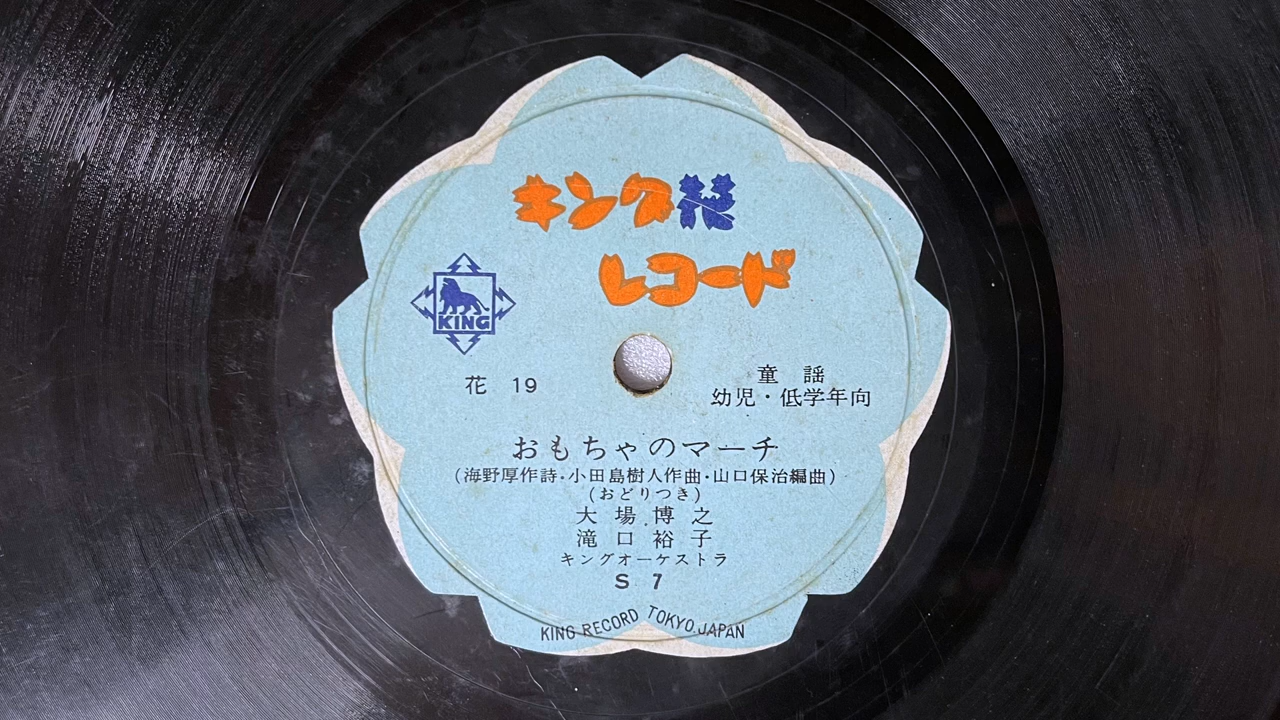 キング花
レコード
KING
花 19
童謡
幼児・低学年向
おもちゃのマーチ
(海野厚作詩・小田島樹人作曲・山口保治編曲)
(おどりつき)
大場博之
滝口裕子
キングオーケストラ
S 7
KING RECORD TOKYO.JAPAN